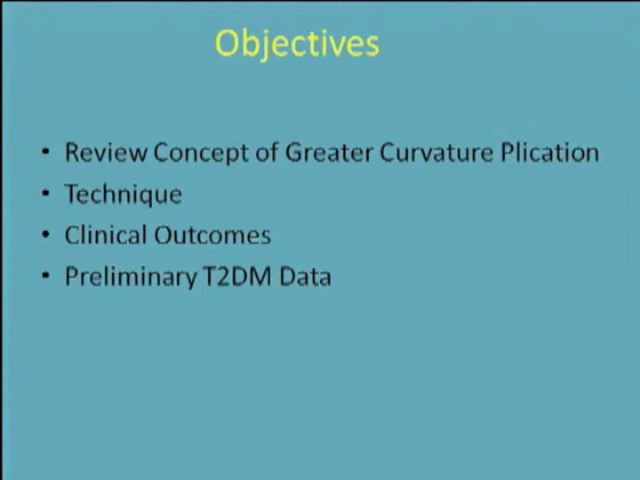 Objectives
• Review Concept of Greater Curvature Plication
• Technique
• Clinical Outcomes
• Preliminary T2DM Data